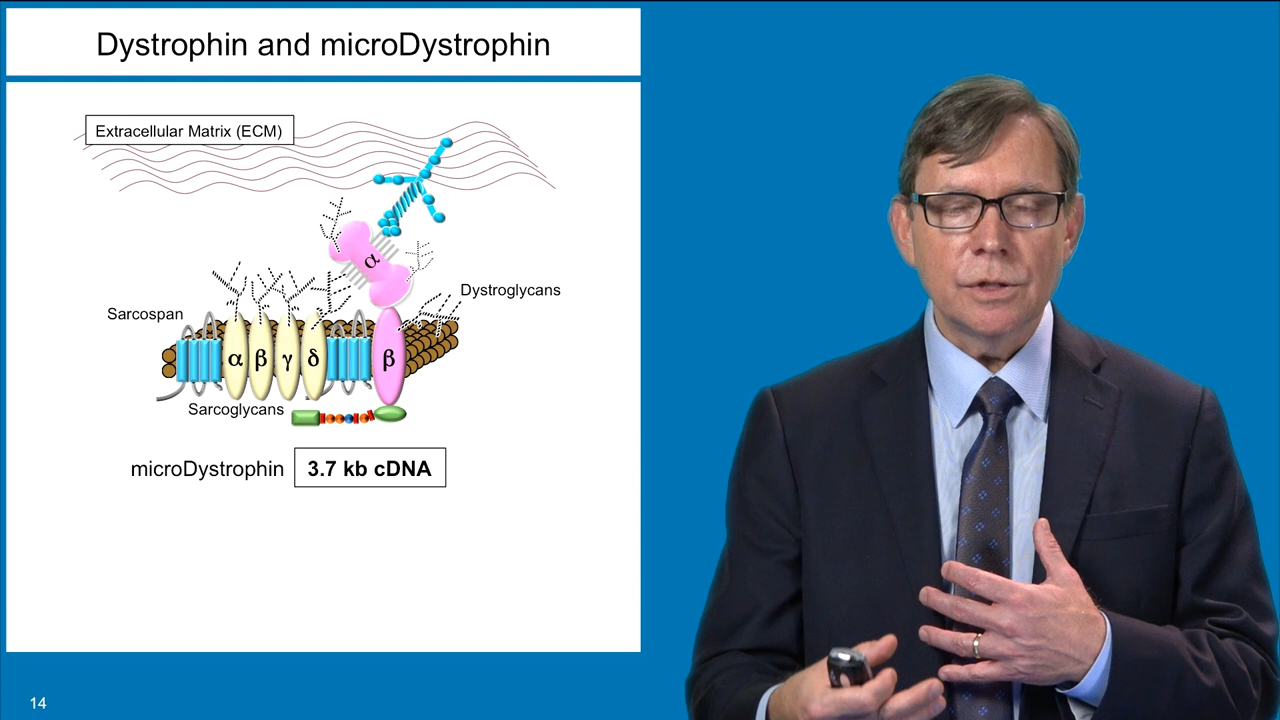 Dystrophin and microDystrophin
Extracellular Matrix (ECM)
α
Dystroglycans
Sarcospan
α β γ δ β
Sarcoglycans
microDystrophin 3.7 kb cDNA
14